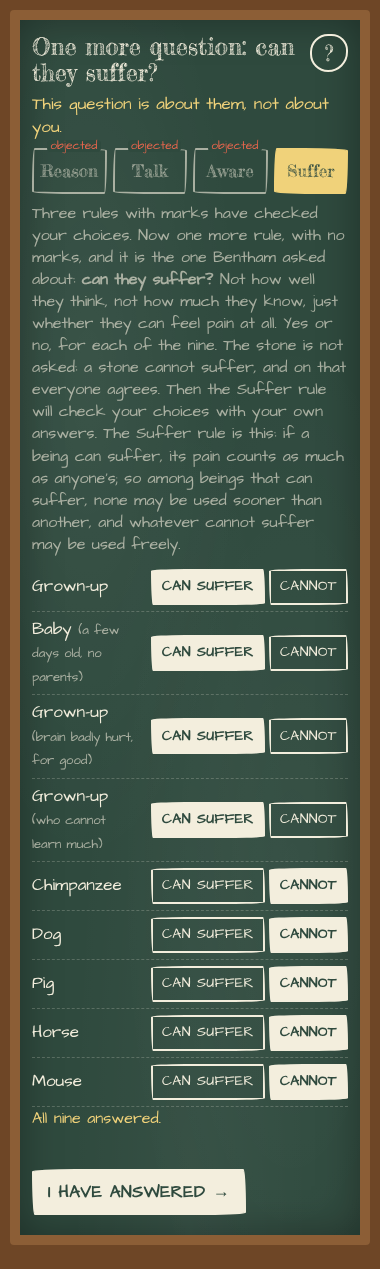 One more question: can
they suffer?
?
This question is about them, not about
you.
objected objected objected
Reason Talk Aware Suffer
Three rules with marks have checked
your choices. Now one more rule, with no
marks, and it is the one Bentham asked
about: can they suffer? Not how well
they think, not how much they know, just
whether they can feel pain at all. Yes or
no, for each of the nine. The stone is not
asked: a stone cannot suffer, and on that
everyone agrees. Then the Suffer rule
will check your choices with your own
answers. The Suffer rule is this: if a
being can suffer, its pain counts as much
as anyone's; so among beings that can
suffer, none may be used sooner than
another, and whatever cannot suffer
may be used freely.
Grown-up CAN SUFFER CANNOT
Baby (a few
days old, no
parents)
CAN SUFFER CANNOT
Grown-up
(brain badly hurt,
for good)
CAN SUFFER CANNOT
Grown-up
(who cannot
learn much)
CAN SUFFER CANNOT
Chimpanzee CAN SUFFER CANNOT
Dog CAN SUFFER CANNOT
Pig CAN SUFFER CANNOT
Horse CAN SUFFER CANNOT
Mouse CAN SUFFER CANNOT
All nine answered.
I HAVE ANSWERED →